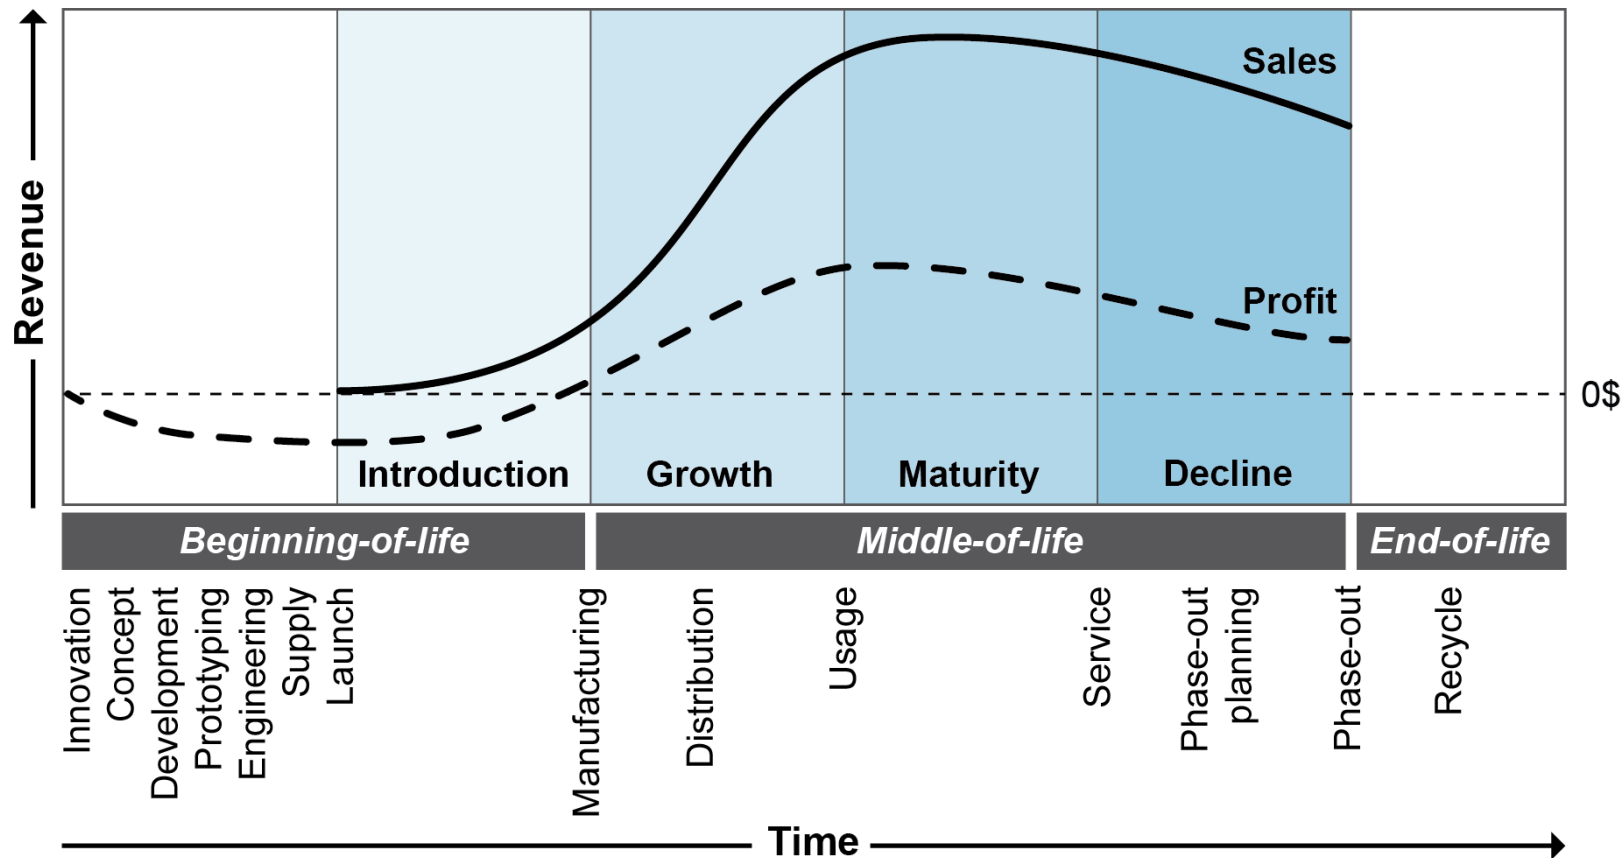 Revenue
Sales
Profit
0$
Introduction
Growth
Maturity
Decline
Beginning-of-life
Middle-of-life
End-of-life
Innovation
Concept
Development
Prototyping
Engineering
Supply
Launch
Manufacturing
Distribution
Usage
Service
Phase-out
planning
Phase-out
Recycle
Time